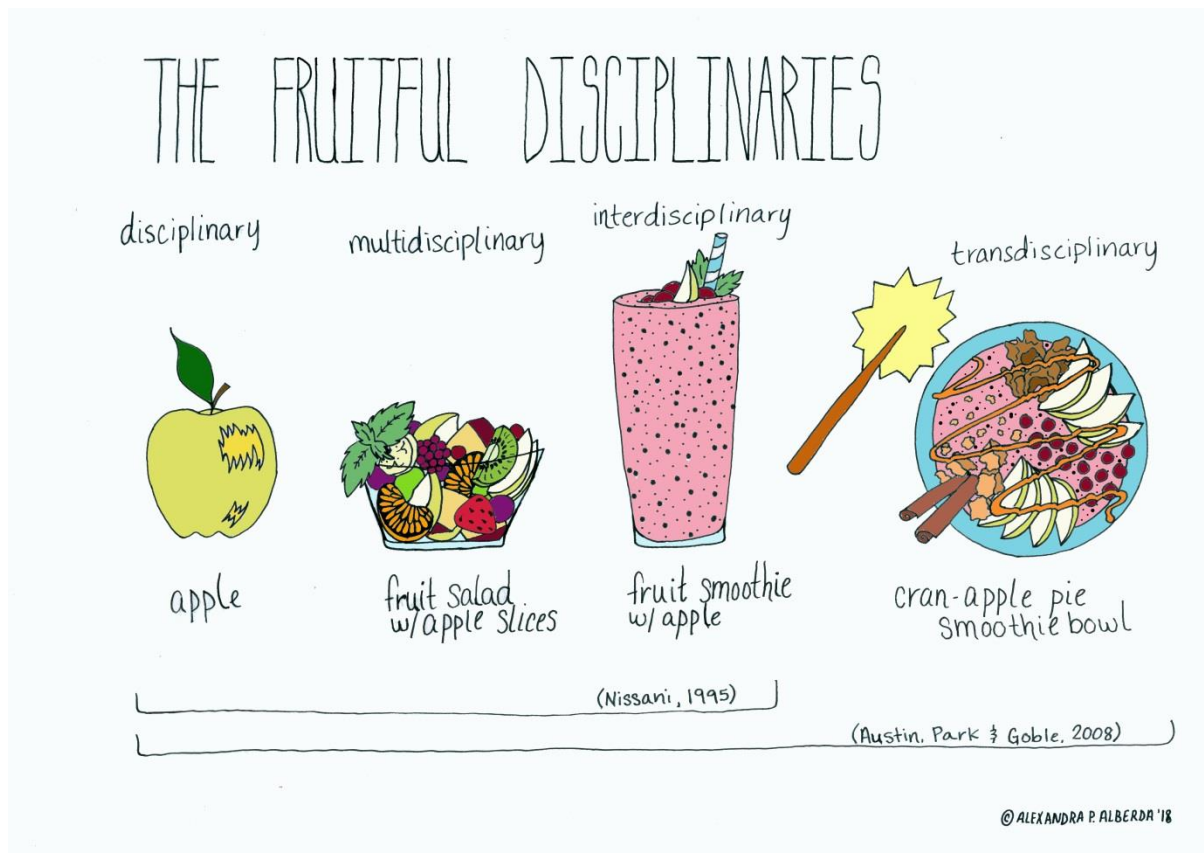 THE FRUITFUL DISCIPLINARIES
disciplinary
multidisciplinary
interdisciplinary
transdisciplinary
apple
fruit salad
w/apple slices
fruit smoothie
w/ apple
cran-apple pie
smoothie bowl
(Nissani, 1995)
(Austin, Park & Goble, 2008)
© ALEXANDRA P. ALBERDA '18